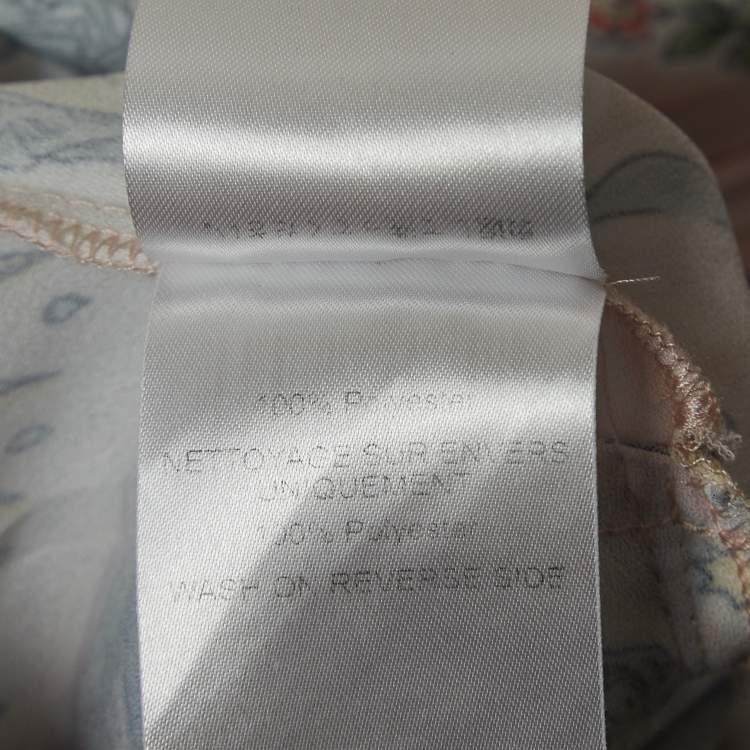 100% Polyester
NETTOYAGE SUR ENVERS
UNIQUEMENT
100% Polyester
WASH ON REVERSE SIDE